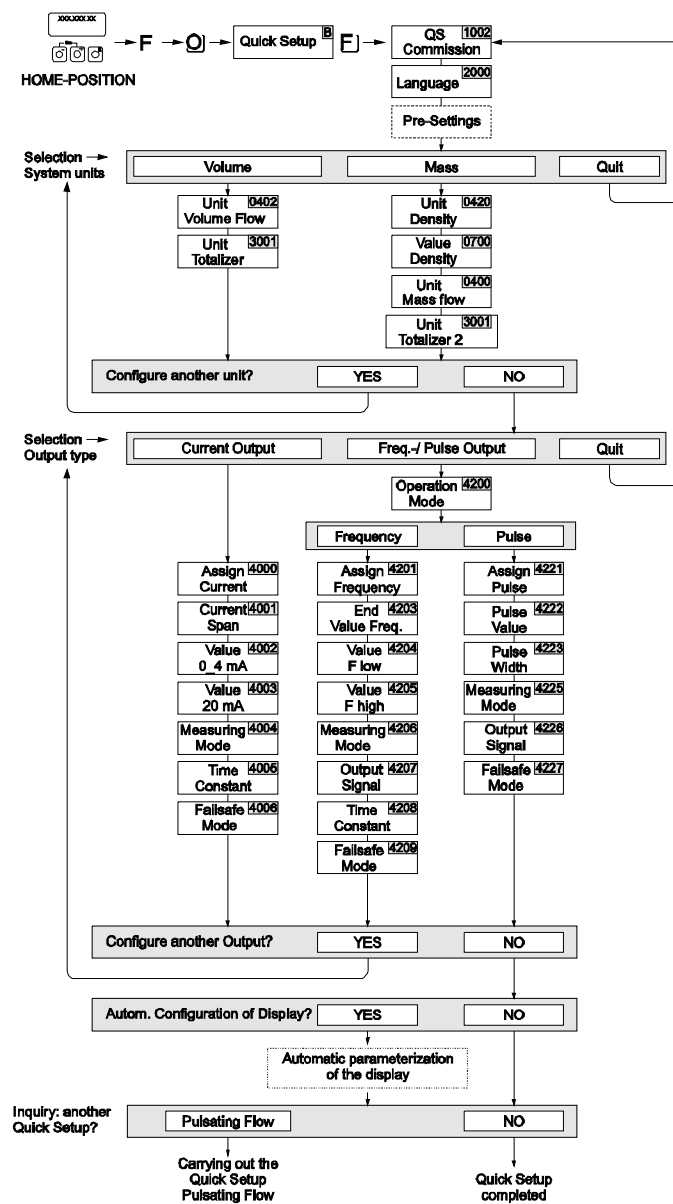 XXX.XXX.XX
F
O
Quick Setup B
F
QS 1002
Commission
HOME-POSITION
Language 2000
Pre-Settings
Selection
System units
Volume
Mass
Quit
Unit 0402
Volume Flow
Unit 3001
Totalizer
Unit 0420
Density
Value 0700
Density
Unit 0400
Mass flow
Unit 3001
Totalizer 2
Configure another unit?
YES
NO
Selection
Output type
Current Output
Freq.-/ Pulse Output
Quit
Operation 4200
Mode
Frequency
Pulse
Assign 4000
Current
Current 4001
Span
Value 4002
0_4 mA
Value 4003
20 mA
Measuring 4004
Mode
Time 4005
Constant
Failsafe 4006
Mode
Assign 4201
Frequency
End 4203
Value Freq.
Value 4204
F low
Value 4205
F high
Measuring 4206
Mode
Output 4207
Signal
Time 4208
Constant
Failsafe 4209
Mode
Assign 4221
Pulse
Pulse 4222
Value
Pulse 4223
Width
Measuring 4225
Mode
Output 4226
Signal
Failsafe 4227
Mode
Configure another Output?
YES
NO
Autom. Configuration of Display?
YES
NO
Automatic parameterization
of the display
Inquiry: another
Quick Setup?
Pulsating Flow
NO
Carrying out the
Quick Setup
Pulsating Flow
Quick Setup
completed